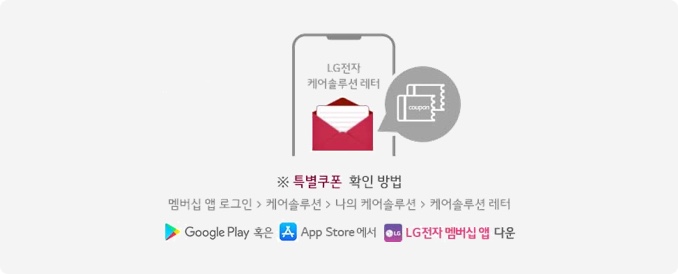 LG전자
케어솔루션 레터
coupon
※ 특별쿠폰 확인 방법
멤버십 앱 로그인 > 케어솔루션 > 나의 케어솔루션 > 케어솔루션 레터
Google Play 혹은 App Store에서 LG LG전자 멤버십 앱 다운